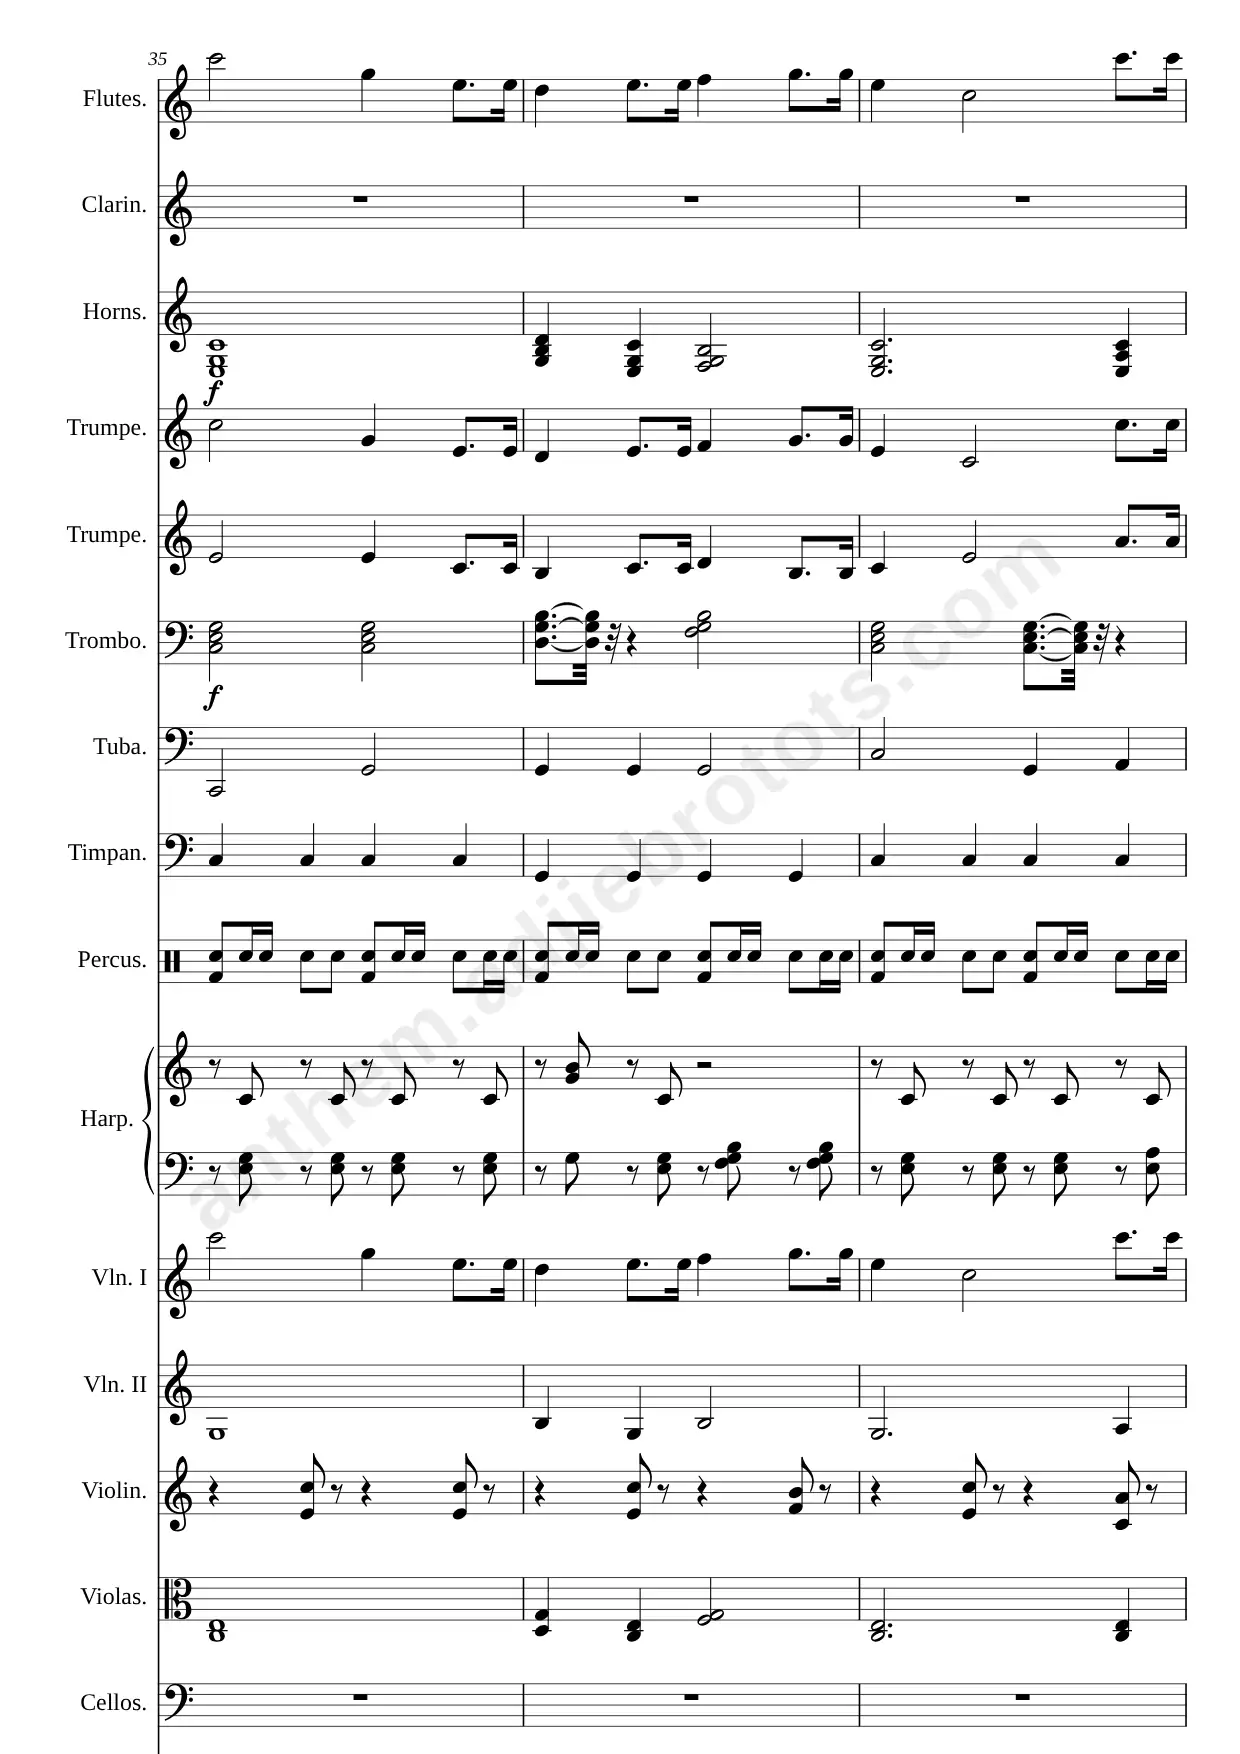 35
Flutes.
Clarin.
Horns.
f
Trumpe.
Trumpe.
Trombo.
f
Tuba.
Timpan.
Percus.
Harp.
Vln. I
Vln. II
Violin.
Violas.
Cellos.
anthem.adjiebrotots.com